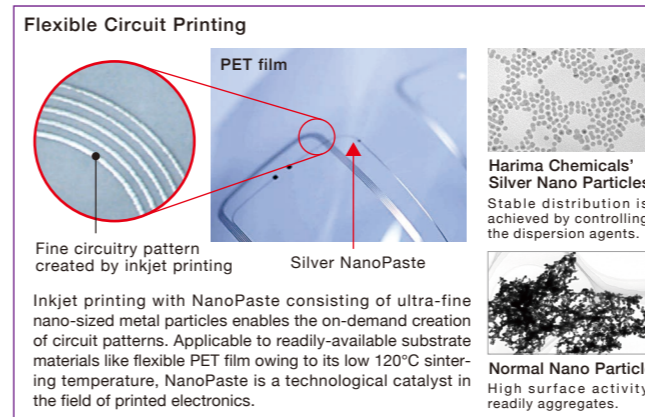 Flexible Circuit Printing
PET film
Fine circuitry pattern
created by inkjet printing
Silver NanoPaste
Inkjet printing with NanoPaste consisting of ultra-fine
nano-sized metal particles enables the on-demand creation
of circuit patterns. Applicable to readily-available substrate
materials like flexible PET film owing to its low 120°C sinter-
ing temperature, NanoPaste is a technological catalyst in
the field of printed electronics.
Harima Chemicals'
Silver Nano Particles
Stable distribution is
achieved by controlling
the dispersion agents.
Normal Nano Particle
High surface activity
readily aggregates.